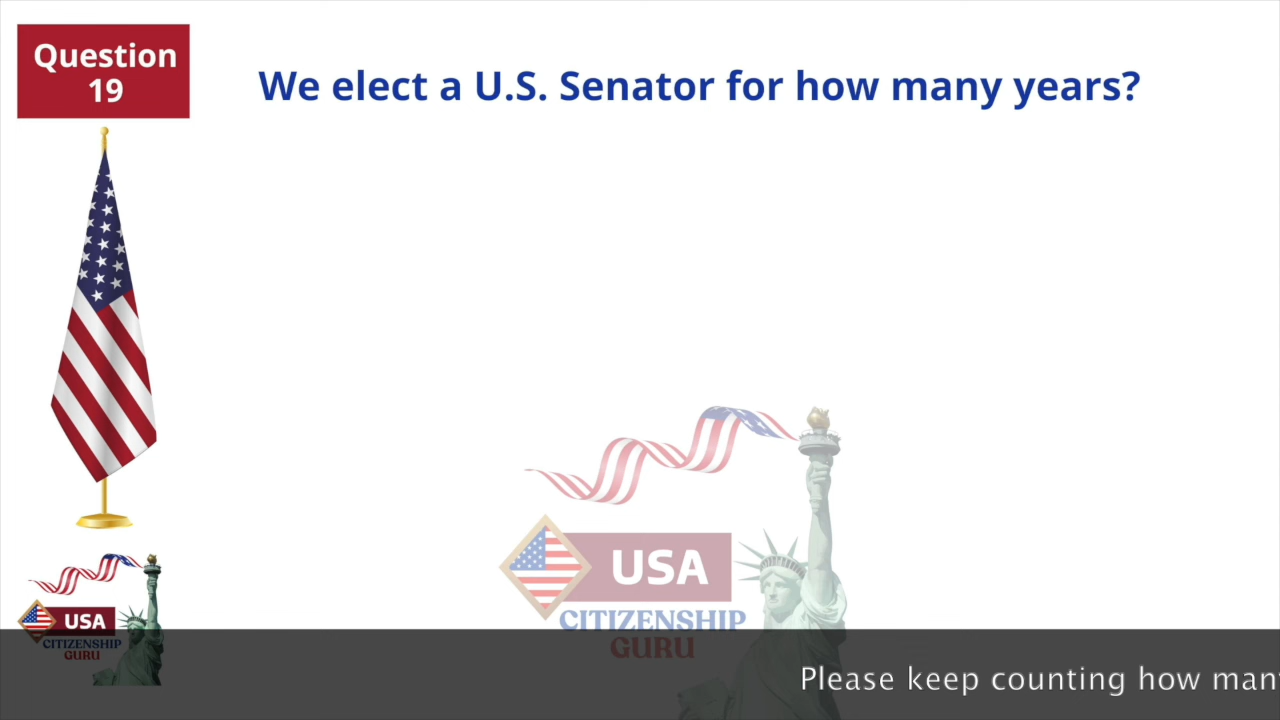 Question
19
We elect a U.S. Senator for how many years?
USA
CITIZENSHIP
GURU
USA
CITIZENSHIP
GURU
Please keep counting how